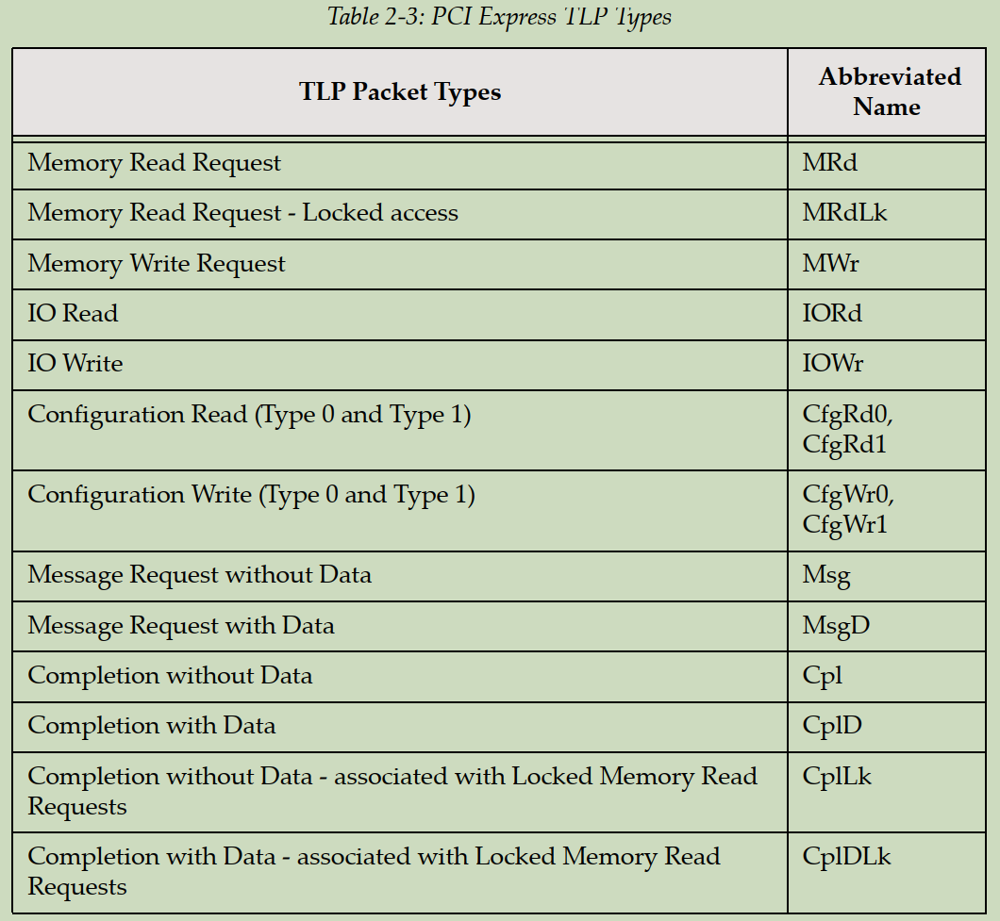 Table 2-3: PCI Express TLP Types
TLP Packet Types
Abbreviated
Name
Memory Read Request
MRd
Memory Read Request - Locked access
MRdLk
Memory Write Request
MWr
IO Read
IORd
IO Write
IOWr
Configuration Read (Type 0 and Type 1)
CfgRd0,
CfgRd1
Configuration Write (Type 0 and Type 1)
CfgWr0,
CfgWr1
Message Request without Data
Msg
Message Request with Data
MsgD
Completion without Data
Cpl
Completion with Data
CplD
Completion without Data - associated with Locked Memory Read
Requests
CplLk
Completion with Data - associated with Locked Memory Read
Requests
CplDLk